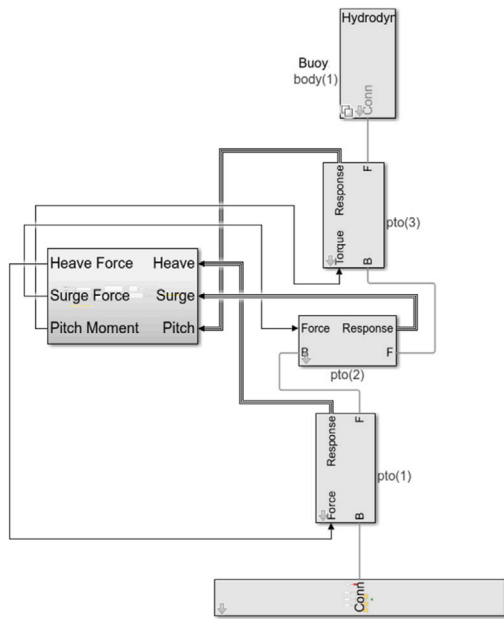 Hydrodyr
Buoy
body(1)
Conn
Response
F
pto(3)
Torque
B
Heave Force
Heave
Surge Force
Surge
Pitch Moment
Pitch
Force
Response
B
F
pto(2)
Response
F
pto(1)
Force
B
Conn